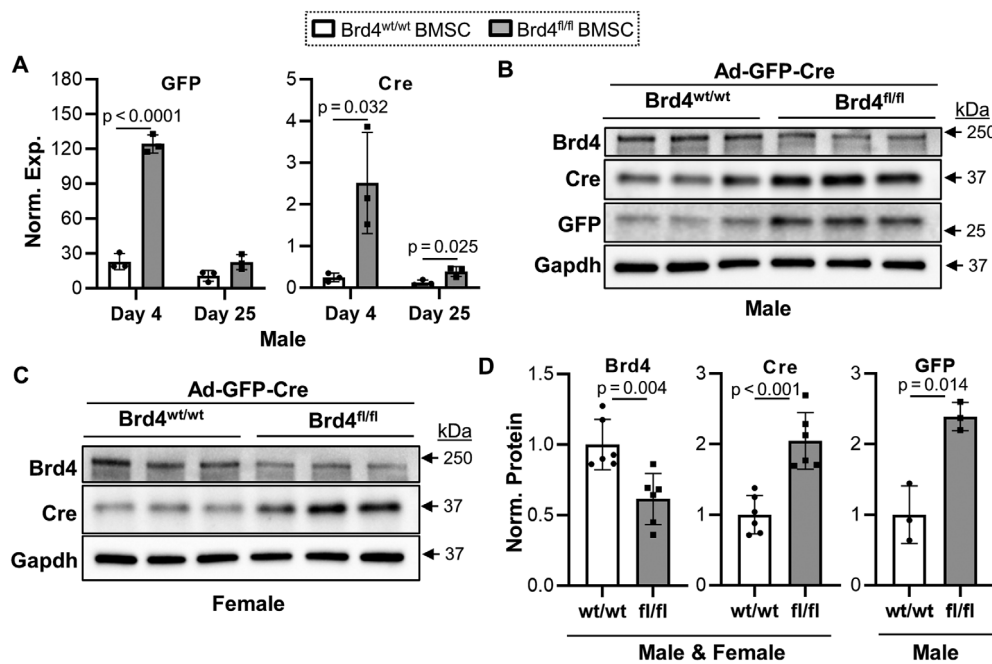 Brd4wt/wt BMSC Brd4fl/fl BMSC
A
GFP
Cre
Norm. Exp.
180
150
120
90
60
30
0
p < 0.0001
Day 4 Day 25
5
4
3
2
1
0
p = 0.032
p = 0.025
Day 4 Day 25
Male
B
Ad-GFP-Cre
Brd4wt/wt Brd4fl/fl
kDa
Brd4 250
Cre 37
GFP 25
Gapdh 37
Male
C
Ad-GFP-Cre
Brd4wt/wt Brd4fl/fl
kDa
Brd4 250
Cre 37
Gapdh 37
Female
D
Norm. Protein
Brd4
p = 0.004
1.5
1.0
0.5
0.0
wt/wt fl/fl
Cre
p < 0.001
3
2
1
0
wt/wt fl/fl
Male & Female
GFP
p = 0.014
3
2
1
0
wt/wt fl/fl
Male